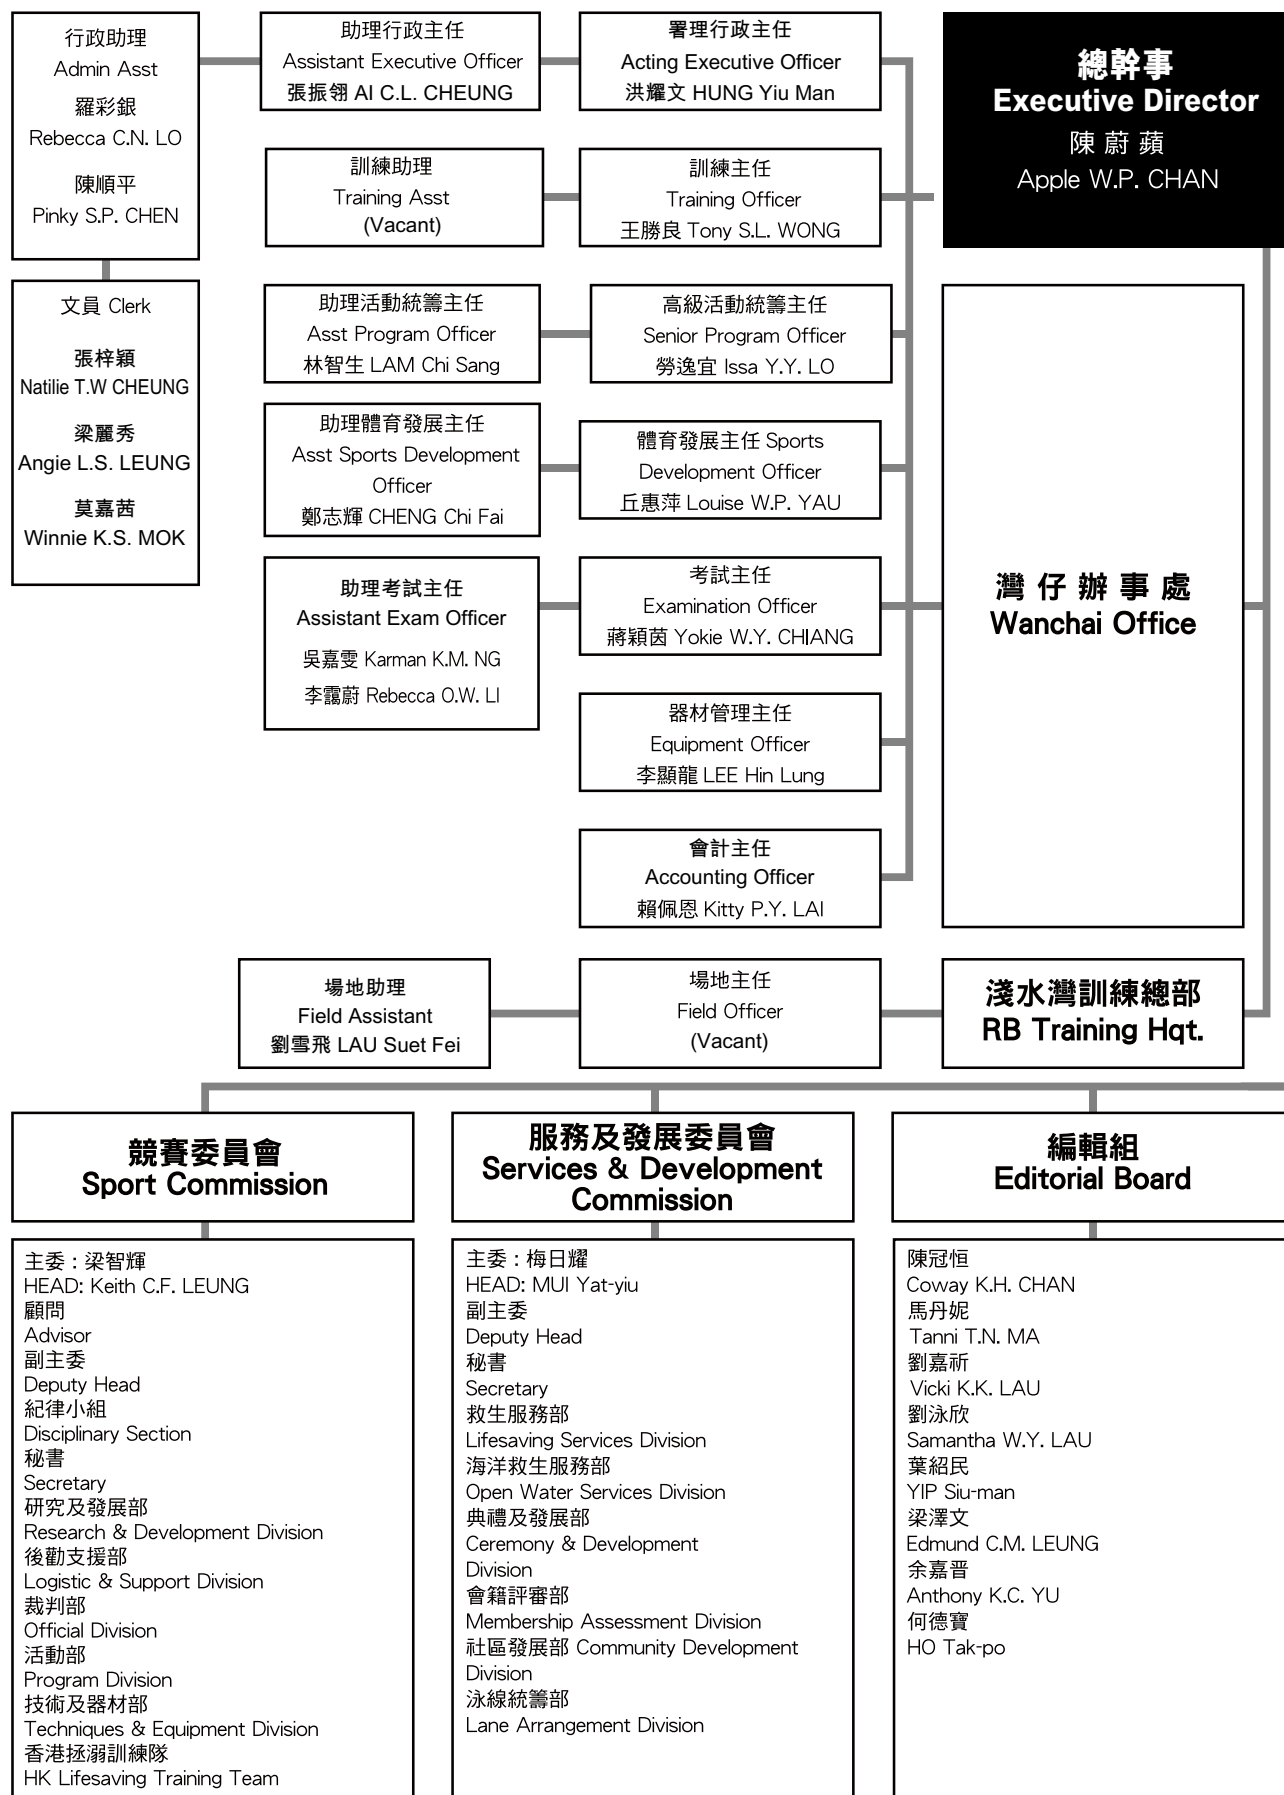 行政助理
Admin Asst
羅彩銀
Rebecca C.N. LO
陳順平
Pinky S.P. CHEN
助理行政主任
Assistant Executive Officer
張振翎 AI C.L. CHEUNG
署理行政主任
Acting Executive Officer
洪耀文 HUNG Yiu Man
總幹事
Executive Director
陳蔚蘋
Apple W.P. CHAN
訓練助理
Training Asst
(Vacant)
訓練主任
Training Officer
王勝良 Tony S.L. WONG
文員 Clerk
張梓穎
Natilie T.W CHEUNG
梁麗秀
Angie L.S. LEUNG
莫嘉茜
Winnie K.S. MOK
助理活動統籌主任
Asst Program Officer
林智生 LAM Chi Sang
高級活動統籌主任
Senior Program Officer
勞逸宜 Issa Y.Y. LO
助理體育發展主任
Asst Sports Development
Officer
鄭志輝 CHENG Chi Fai
體育發展主任 Sports
Development Officer
丘惠萍 Louise W.P. YAU
助理考試主任
Assistant Exam Officer
吳嘉雯 Karman K.M. NG
李靄蔚 Rebecca O.W. LI
考試主任
Examination Officer
蔣穎茵 Yokie W.Y. CHIANG
灣仔辦事處
Wanchai Office
器材管理主任
Equipment Officer
李顯龍 LEE Hin Lung
會計主任
Accounting Officer
賴佩恩 Kitty P.Y. LAI
場地助理
Field Assistant
劉雪飛 LAU Suet Fei
場地主任
Field Officer
(Vacant)
淺水灣訓練總部
RB Training Hqt.
競賽委員會
Sport Commission
主委：梁智輝
HEAD: Keith C.F. LEUNG
顧問
Advisor
副主委
Deputy Head
紀律小組
Disciplinary Section
秘書
Secretary
研究及發展部
Research & Development Division
後勤支援部
Logistic & Support Division
裁判部
Official Division
活動部
Program Division
技術及器材部
Techniques & Equipment Division
香港拯溺訓練隊
HK Lifesaving Training Team
服務及發展委員會
Services & Development
Commission
主委：梅日耀
HEAD: MUI Yat-yiu
副主委
Deputy Head
秘書
Secretary
救生服務部
Lifesaving Services Division
海洋救生服務部
Open Water Services Division
典禮及發展部
Ceremony & Development
Division
會籍評審部
Membership Assessment Division
社區發展部 Community Development
Division
泳線統籌部
Lane Arrangement Division
編輯組
Editorial Board
陳冠恒
Coway K.H. CHAN
馬丹妮
Tanni T.N. MA
劉嘉祈
Vicki K.K. LAU
劉泳欣
Samantha W.Y. LAU
葉紹民
YIP Siu-man
梁澤文
Edmund C.M. LEUNG
余嘉晋
Anthony K.C. YU
何德寶
HO Tak-po